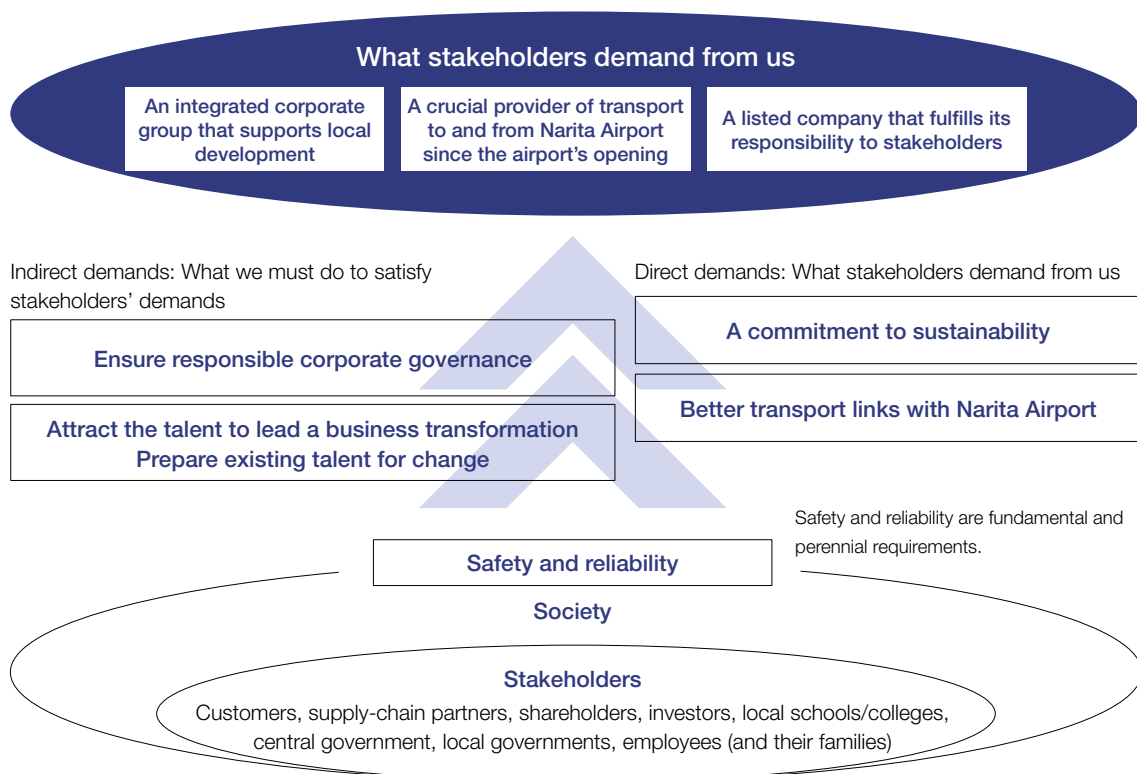 What stakeholders demand from us
An integrated corporate
group that supports local
development
A crucial provider of transport
to and from Narita Airport
since the airport’s opening
A listed company that fulfills its
responsibility to stakeholders
Indirect demands: What we must do to satisfy
stakeholders’ demands
Ensure responsible corporate governance
Attract the talent to lead a business transformation
Prepare existing talent for change
Direct demands: What stakeholders demand from us
A commitment to sustainability
Better transport links with Narita Airport
Safety and reliability are fundamental and
perennial requirements.
Safety and reliability
Society
Stakeholders
Customers, supply-chain partners, shareholders, investors, local schools/colleges,
central government, local governments, employees (and their families)